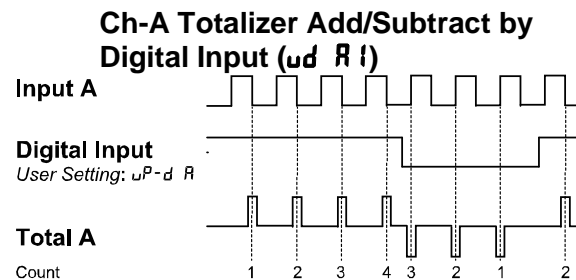 Ch-A Totalizer Add/Subtract by
Digital Input (ud A1)
Input A
Digital Input
User Setting: uP-d A
Total A
Count 1 2 3 4 3 2 1 2